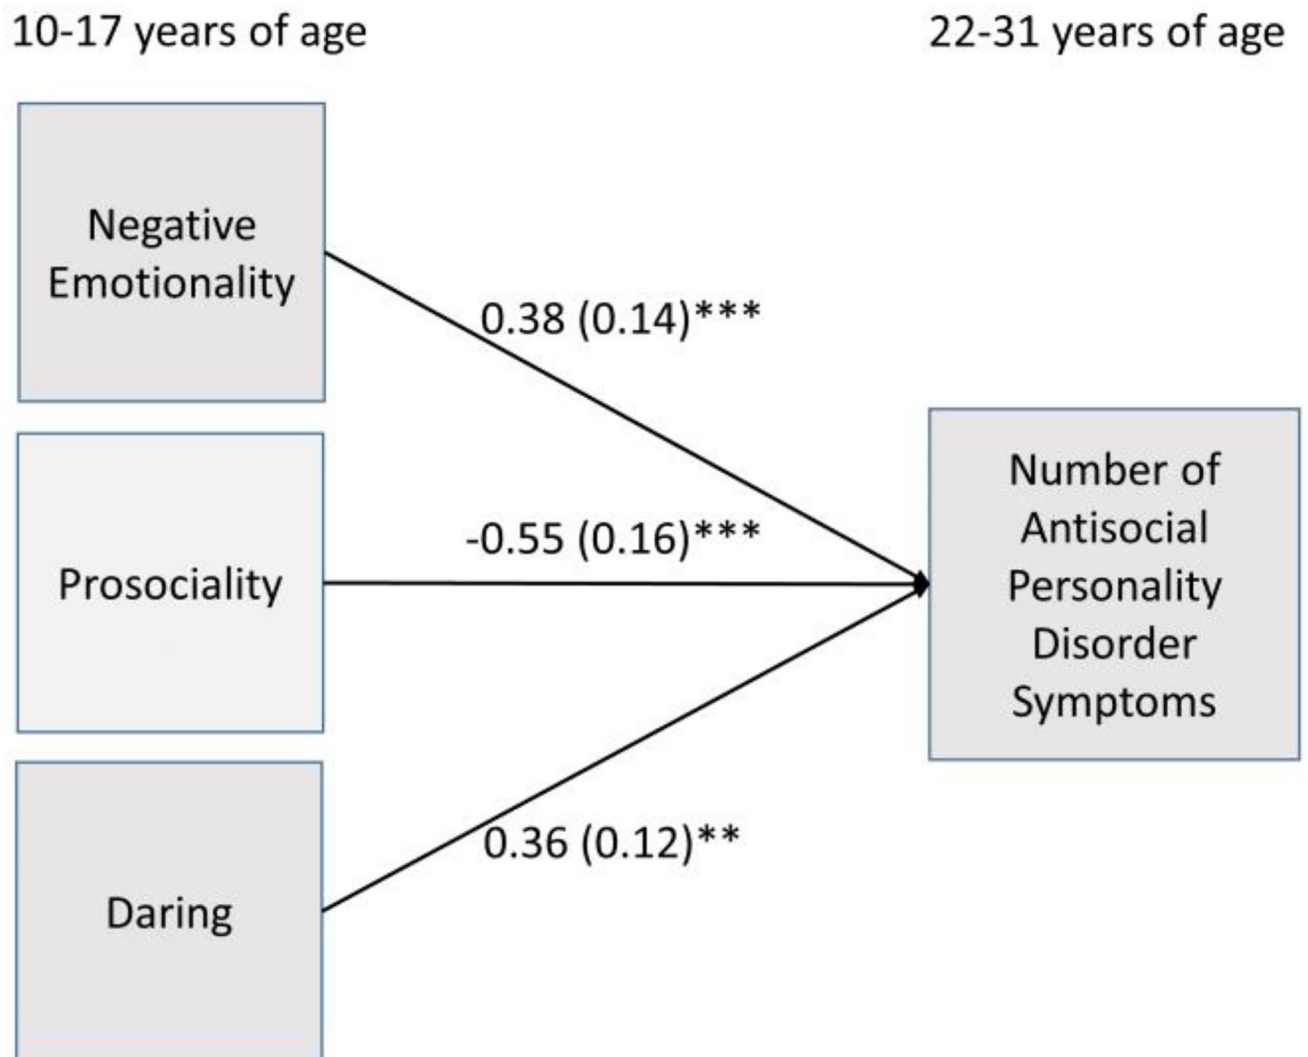 10-17 years of age
22-31 years of age
Negative
Emotionality
0.38 (0.14)***
Prosociality
-0.55 (0.16)***
Daring
0.36 (0.12)**
Number of
Antisocial
Personality
Disorder
Symptoms